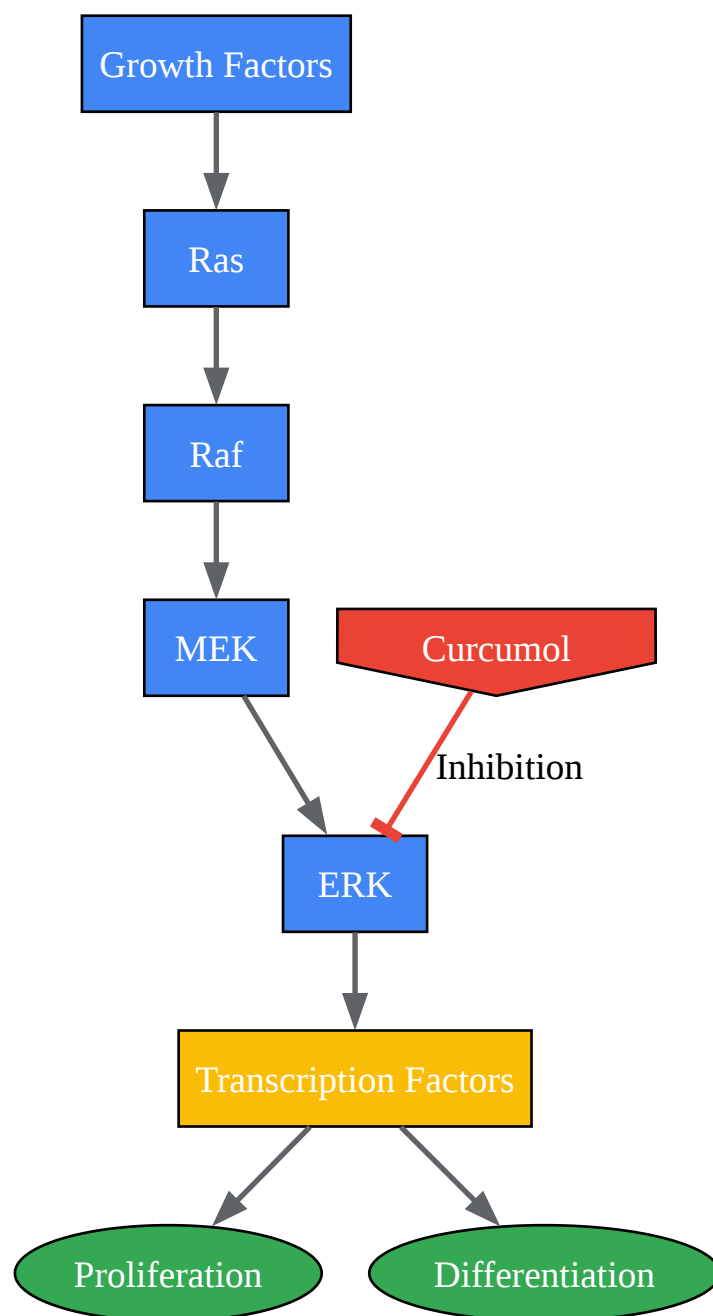 Growth Factors
Ras
Raf
MEK
Curcumol
Inhibition
ERK
Transcription Factors
Proliferation
Differentiation